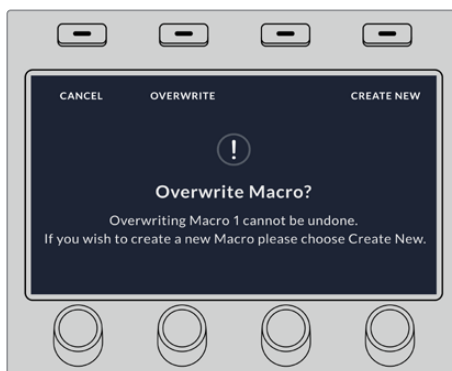 CANCEL OVERWRITE CREATE NEW
!
Overwrite Macro?
Overwriting Macro 1 cannot be undone.
If you wish to create a new Macro please choose Create New.